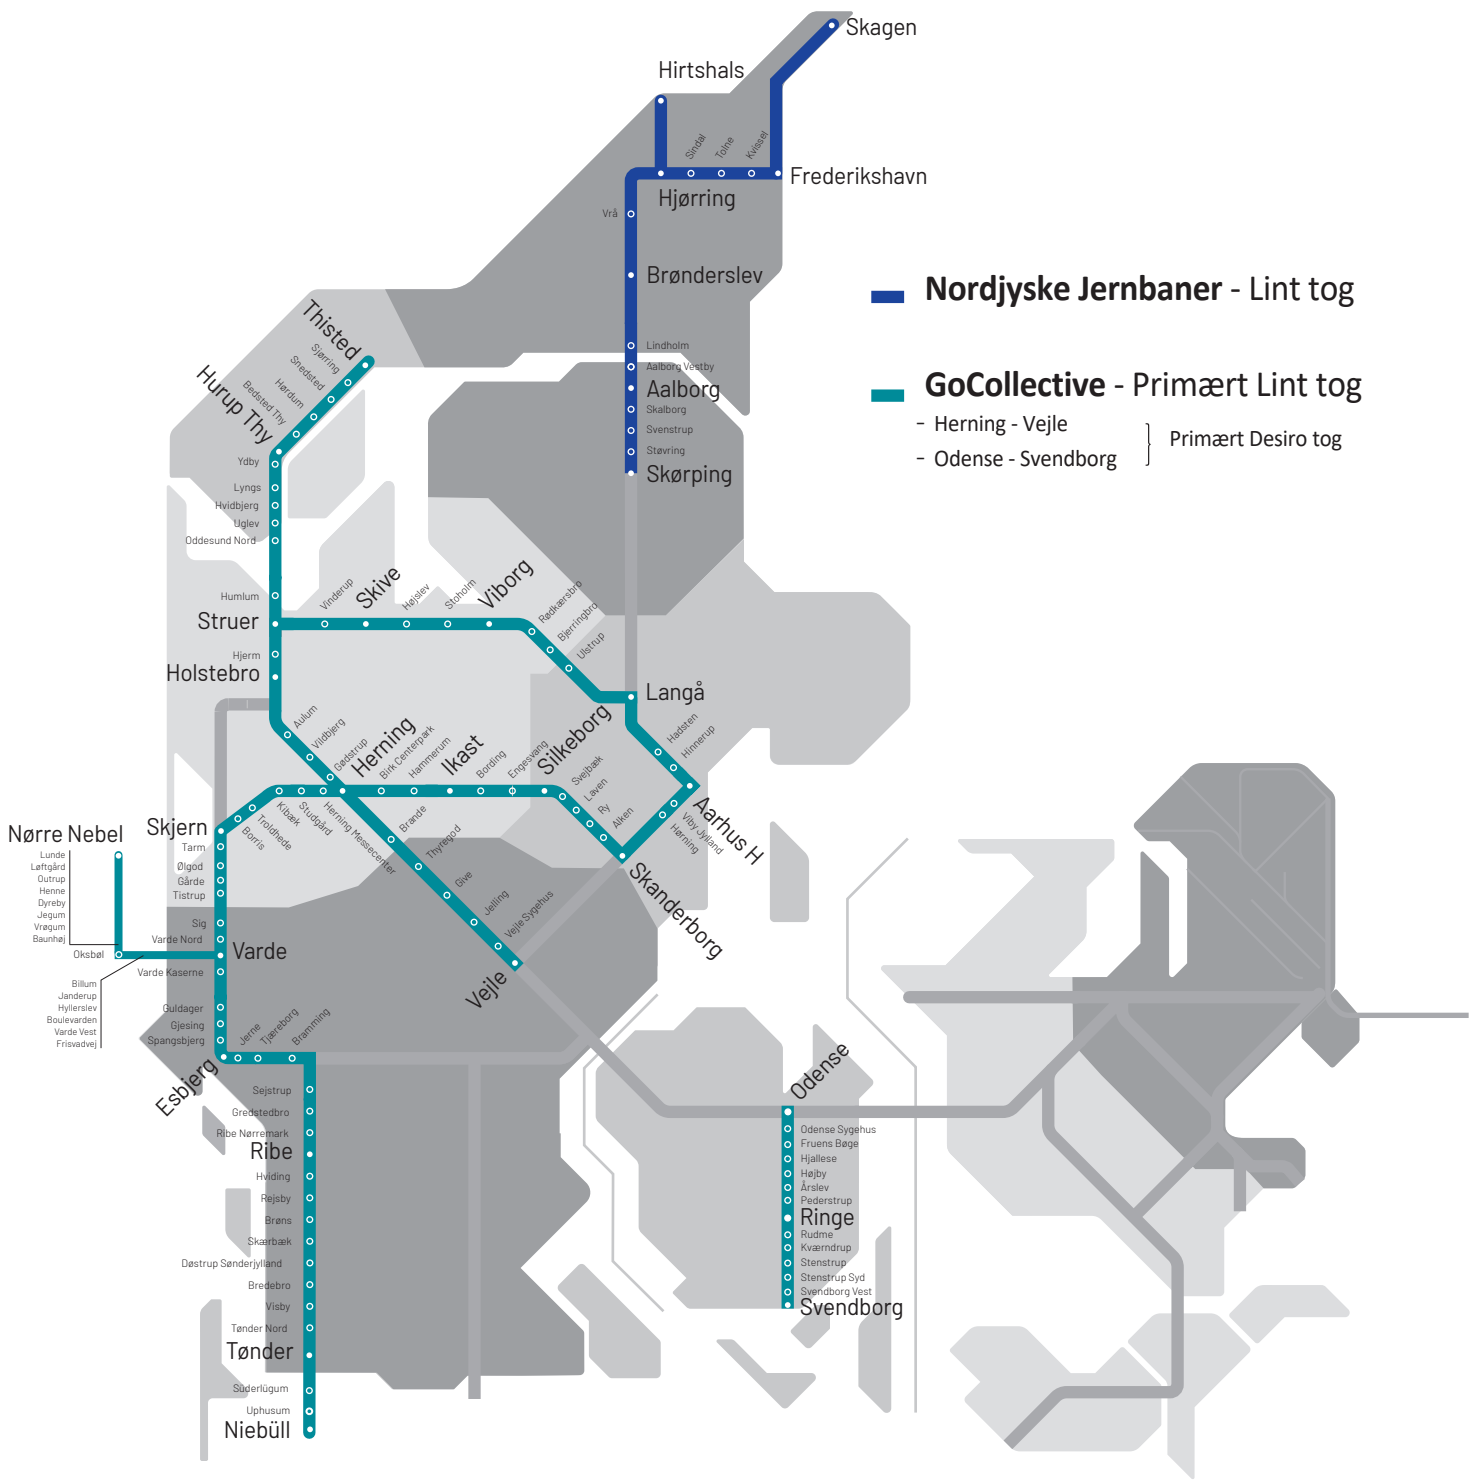 Skagen
Hirtshals
Sindal
Tolne
Kvissel
Frederikshavn
Hjørring
Vrå
Brønderslev
Nordjyske Jernbaner - Lint tog
Lindholm
Aalborg Vestby
Aalborg
Skalborg
Svenstrup
Støvring
Skørping
GoCollective - Primært Lint tog
- Herning - Vejle
- Odense - Svendborg
Primært Desiro tog
Thisted
Sjørring
Snedsted
Hørdum
Bedsted Thy
Hurup Thy
Ydby
Lyngs
Hvidbjerg
Uglev
Oddesund Nord
Humlum
Struer
Vinderup
Skive
Højslev
Stoholm
Viborg
Rødkærsbro
Bjerringbro
Ulstrup
Langå
Hadsten
Hinnerup
Aarhus H
Viby Jylland
Hørning
Skanderborg
Hjerm
Holstebro
Aulum
Vildbjerg
Gødstrup
Herning
Birk Centerpark
Hammerum
Ikast
Bording
Engesvang
Silkeborg
Svejbæk
Laven
Ry
Alken
Skjern
Borris
Troldhede
Kibæk
Studgård
Herning Messecenter
Brande
Thyregod
Give
Jelling
Vejle Sygehus
Vejle
Tarm
Ølgod
Gårde
Tistrup
Sig
Varde Nord
Varde
Nørre Nebel
Lunde
Løftgård
Outrup
Henne
Dyreby
Jegum
Vrøgum
Baunhøj
Oksbøl
Billum
Janderup
Hyllerslev
Boulevarden
Varde Vest
Frisvadvej
Varde Kaserne
Guldager
Gjesing
Spangsbjerg
Esbjerg
Jerne
Tjæreborg
Bramming
Sejstrup
Gredstedbro
Ribe Nørremark
Ribe
Hviding
Rejsby
Brøns
Skærbæk
Døstrup Sønderjylland
Bredebro
Visby
Tønder Nord
Tønder
Süderlügum
Uphusum
Niebüll
Odense
Odense Sygehus
Fruens Bøge
Hjallese
Højby
Årslev
Pederstrup
Ringe
Rudme
Kværndrup
Stenstrup
Stenstrup Syd
Svendborg Vest
Svendborg